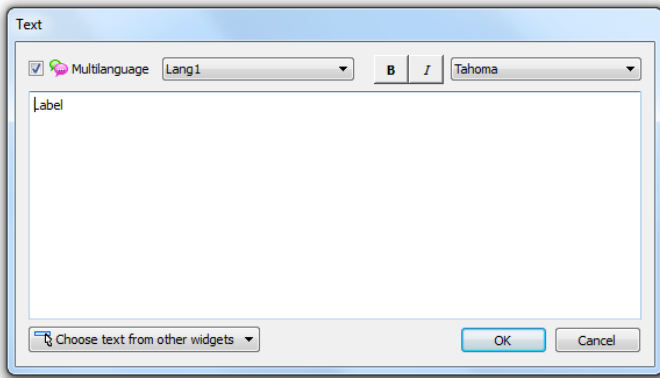 Text
Multilanguage Lang1 B I Tahoma
Label
Choose text from other widgets OK Cancel